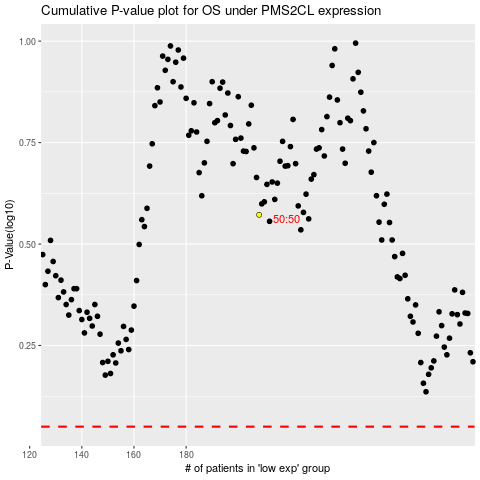 Cumulative P-value plot for OS under PMS2CL expression
P-Value(log10)
1.00
0.75
0.50
0.25
50:50
120 140 160 180
# of patients in 'low exp' group